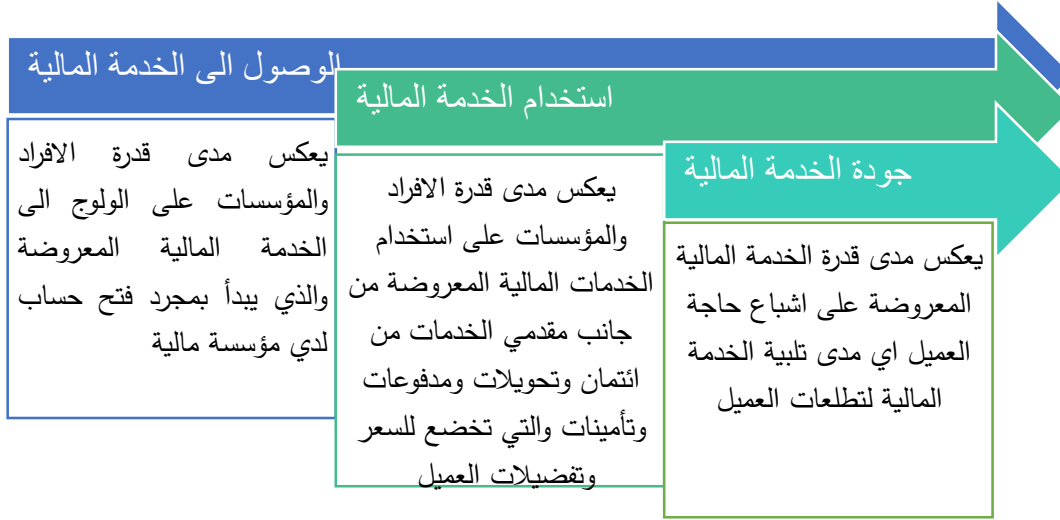 الوصول الى الخدمة المالية
يعكس مدى قدرة الافراد
والمؤسسات على الولوج الى
الخدمة المالية المعروضة
والذي يبدأ بمجرد فتح حساب
لدي مؤسسة مالية
استخدام الخدمة المالية
يعكس مدى قدرة الافراد
والمؤسسات على استخدام
الخدمات المالية المعروضة من
جانب مقدمي الخدمات من
ائتمان وتحويلات ومدفوعات
وتأمينات والتي تخضع للسعر
وتفضيلات العميل
جودة الخدمة المالية
يعكس مدى قدرة الخدمة المالية
المعروضة على اشباع حاجة
العميل اي مدى تلبية الخدمة
المالية لتطلعات العميل